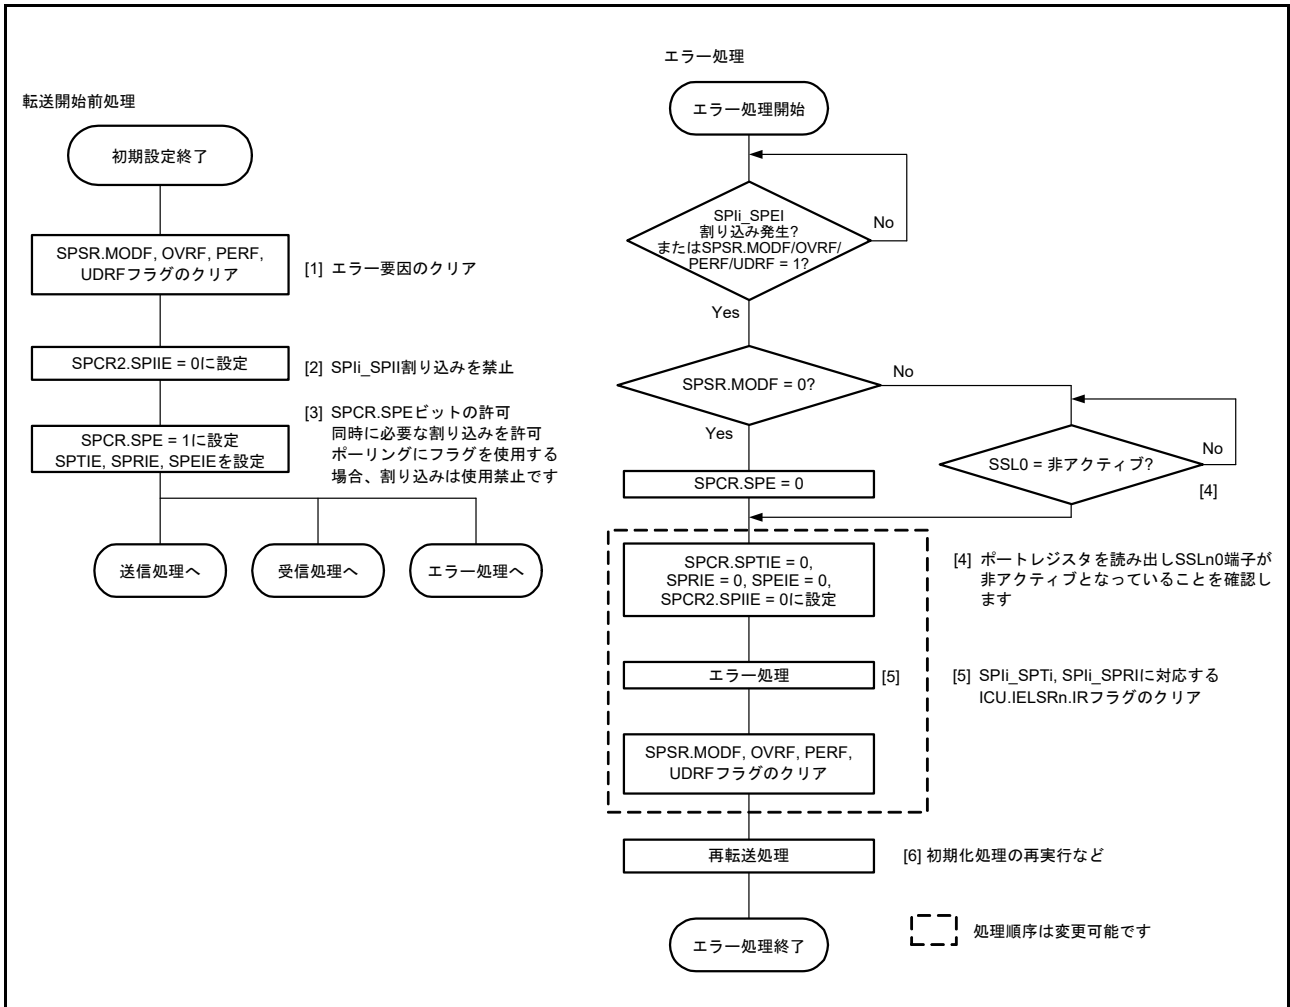 転送開始前処理
初期設定終了
SPSR.MODF, OVRF, PERF,
UDRFフラグのクリア
[1] エラー要因のクリア
SPCR2.SPIIE = 0に設定
[2] SPIi_SPII割り込みを禁止
SPCR.SPE = 1に設定
SPTIE, SPRIE, SPEIEを設定
[3] SPCR.SPEビットの許可
同時に必要な割り込みを許可
ポーリングにフラグを使用する
場合、割り込みは使用禁止です
送信処理へ
受信処理へ
エラー処理へ
エラー処理
エラー処理開始
SPIi_SPEI
割り込み発生?
またはSPSR.MODF/OVRF/
PERF/UDRF = 1?
No
Yes
SPSR.MODF = 0?
No
Yes
SSL0 = 非アクティブ?
No
[4]
SPCR.SPE = 0
SPCR.SPTIE = 0,
SPRIE = 0, SPEIE = 0,
SPCR2.SPIIE = 0に設定
[4] ポートレジスタを読み出しSSLn0端子が
非アクティブとなっていることを確認し
ます
エラー処理
[5]
[5] SPIi_SPTi, SPIi_SPRIに対応する
ICU.IELSRn.IRフラグのクリア
SPSR.MODF, OVRF, PERF,
UDRFフラグのクリア
再転送処理
[6] 初期化処理の再実行など
エラー処理終了
処理順序は変更可能です